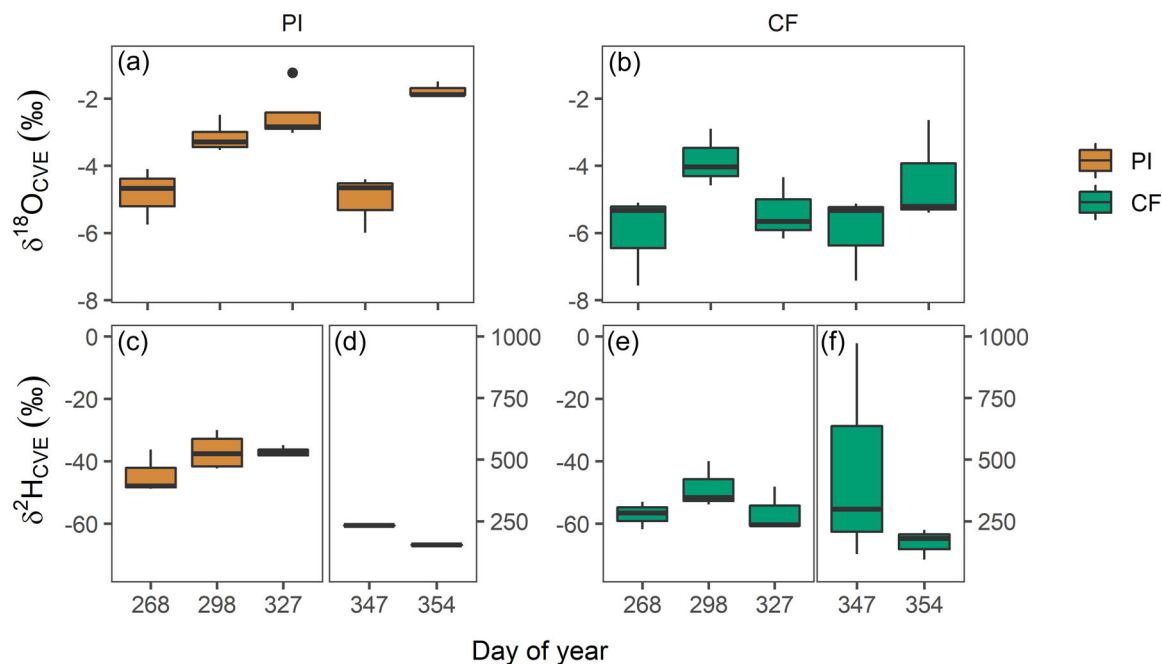 PI
CF
(a)
(b)
δ¹⁸O_CVE (‰)
-2
-4
-6
-8
-2
-4
-6
-8
PI
CF
(c)
(d)
(e)
(f)
δ²H_CVE (‰)
0
-20
-40
-60
1000
750
500
250
0
-20
-40
-60
1000
750
500
250
268 298 327 347 354
268 298 327 347 354
Day of year